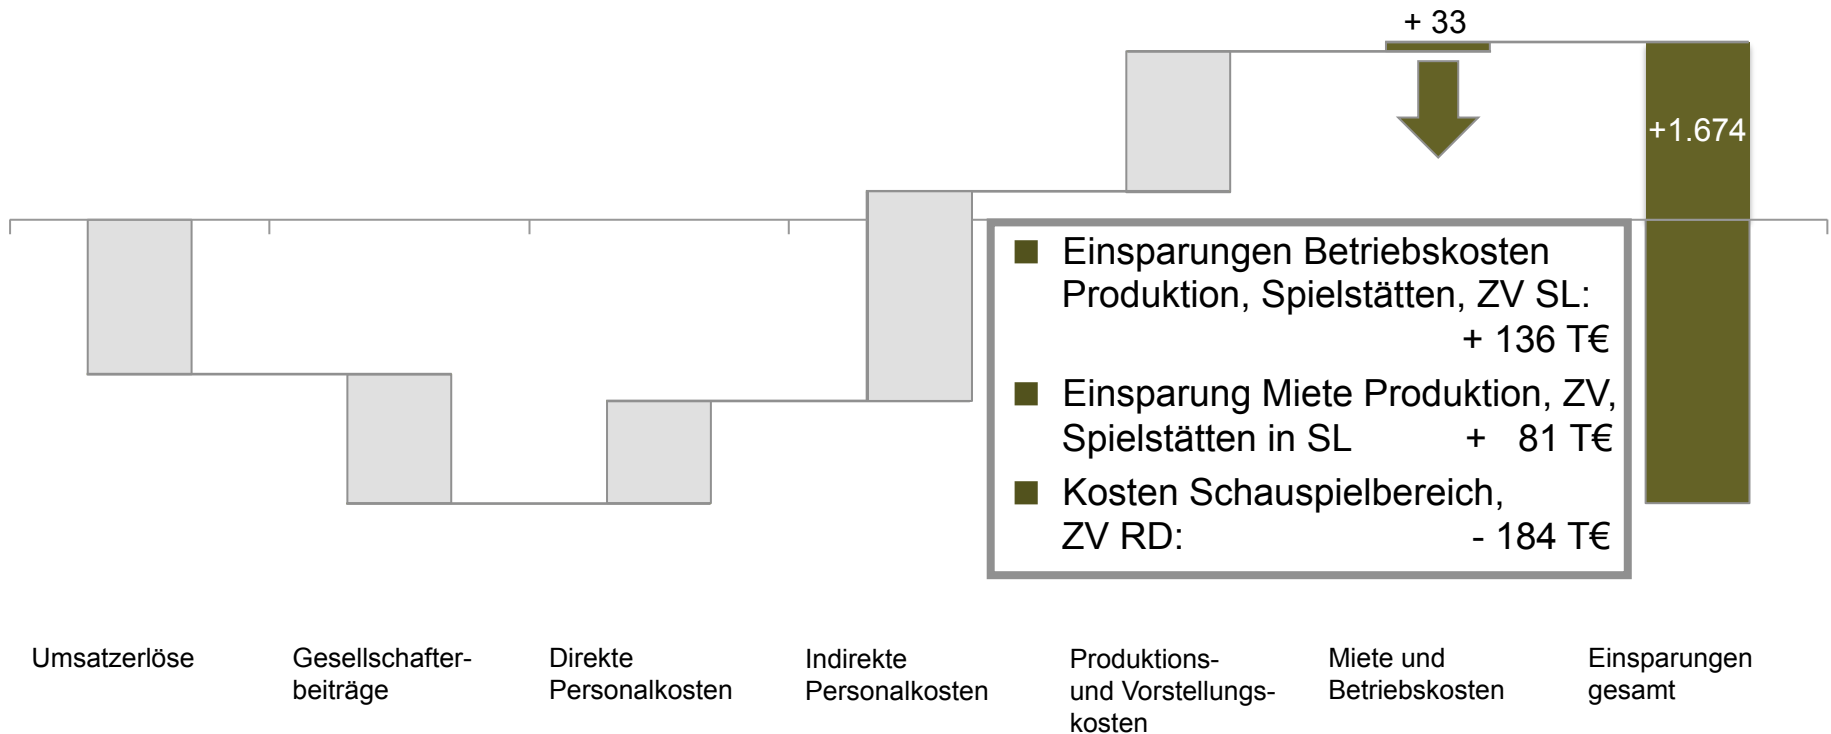 + 33
+1.674
Einsparungen Betriebskosten
Produktion, Spielstätten, ZV SL:
+ 136 T€
Einsparung Miete Produktion, ZV,
Spielstätten in SL + 81 T€
Kosten Schauspielbereich,
ZV RD: - 184 T€
Umsatzerlöse
Gesellschafter-
beiträge
Direkte
Personalkosten
Indirekte
Personalkosten
Produktions-
und Vorstellungs-
kosten
Miete und
Betriebskosten
Einsparungen
gesamt